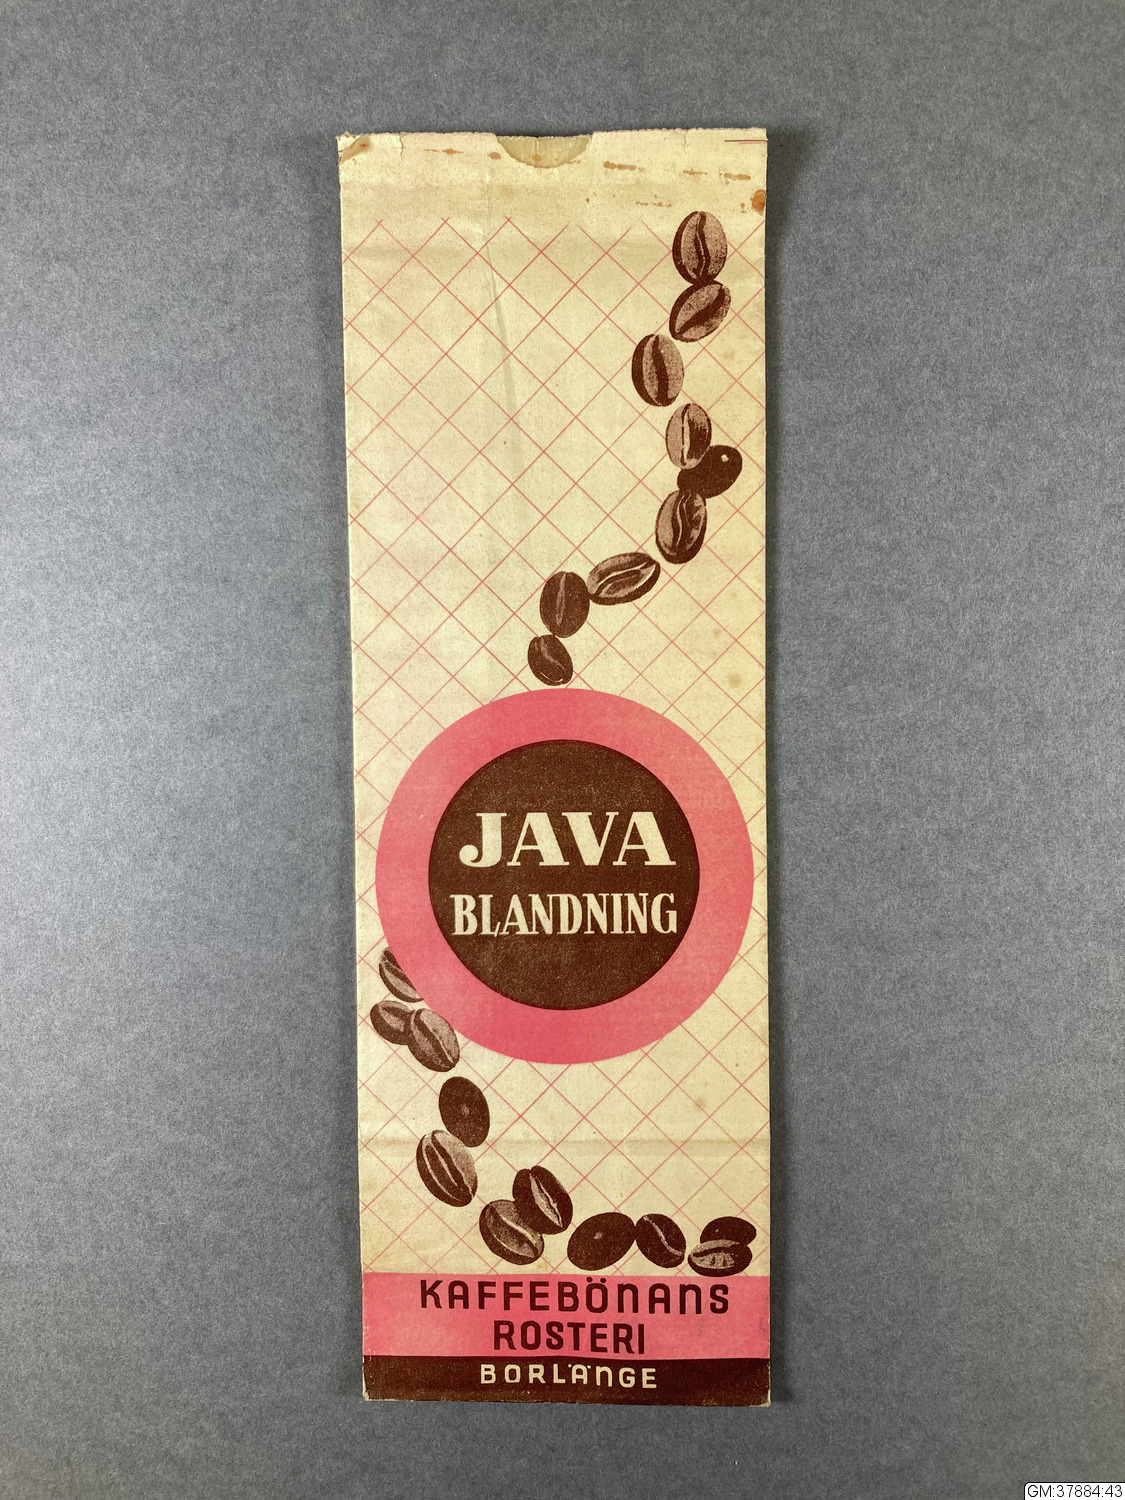 JAVA
BLANDNING
KAFFEBÖNANS
ROSTERI
BORLÄNGE
GM:37884:43